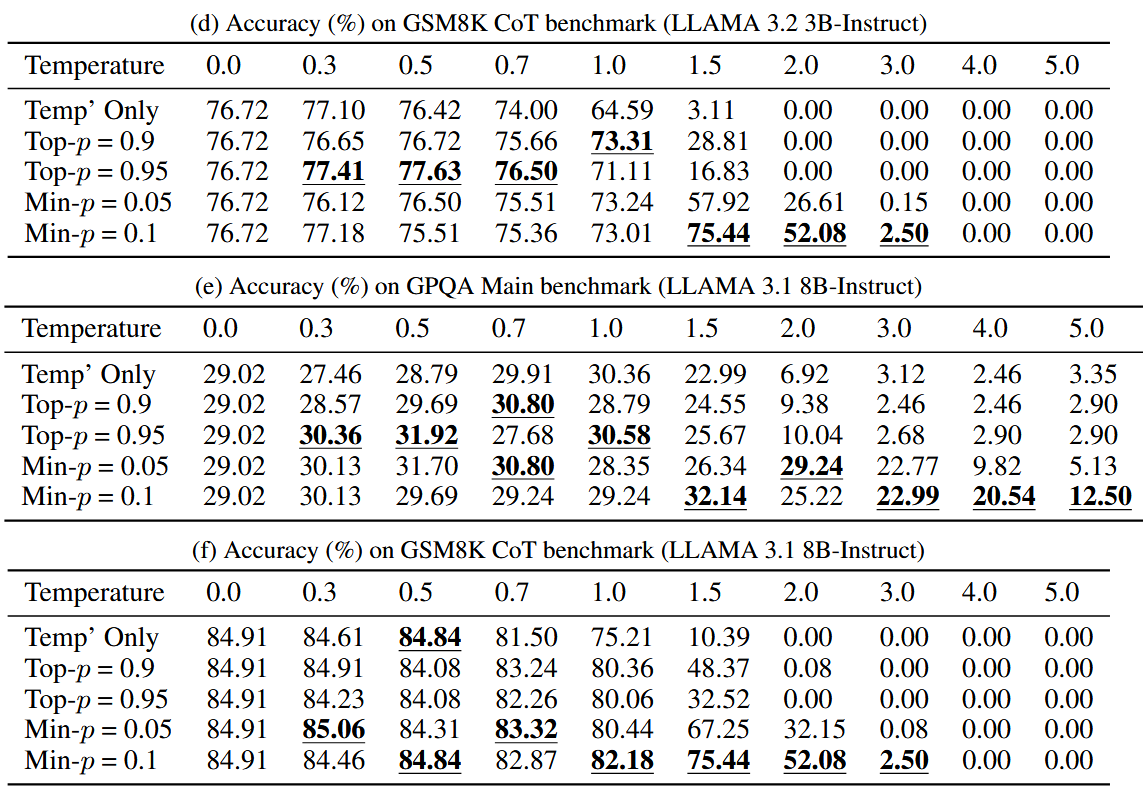 (d) Accuracy (%) on GSM8K CoT benchmark (LLAMA 3.2 3B-Instruct)
Temperature 0.0 0.3 0.5 0.7 1.0 1.5 2.0 3.0 4.0 5.0
Temp’ Only 76.72 77.10 76.42 74.00 64.59 3.11 0.00 0.00 0.00 0.00
Top-p = 0.9 76.72 76.65 76.72 75.66 73.31 28.81 0.00 0.00 0.00 0.00
Top-p = 0.95 76.72 77.41 77.63 76.50 71.11 16.83 0.00 0.00 0.00 0.00
Min-p = 0.05 76.72 76.12 76.50 75.51 73.24 57.92 26.61 0.15 0.00 0.00
Min-p = 0.1 76.72 77.18 75.51 75.36 73.01 75.44 52.08 2.50 0.00 0.00
(e) Accuracy (%) on GPQA Main benchmark (LLAMA 3.1 8B-Instruct)
Temperature 0.0 0.3 0.5 0.7 1.0 1.5 2.0 3.0 4.0 5.0
Temp’ Only 29.02 27.46 28.79 29.91 30.36 22.99 6.92 3.12 2.46 3.35
Top-p = 0.9 29.02 28.57 29.69 30.80 28.79 24.55 9.38 2.46 2.46 2.90
Top-p = 0.95 29.02 30.36 31.92 27.68 30.58 25.67 10.04 2.68 2.90 2.90
Min-p = 0.05 29.02 30.13 31.70 30.80 28.35 26.34 29.24 22.77 9.82 5.13
Min-p = 0.1 29.02 30.13 29.69 29.24 29.24 32.14 25.22 22.99 20.54 12.50
(f) Accuracy (%) on GSM8K CoT benchmark (LLAMA 3.1 8B-Instruct)
Temperature 0.0 0.3 0.5 0.7 1.0 1.5 2.0 3.0 4.0 5.0
Temp’ Only 84.91 84.61 84.84 81.50 75.21 10.39 0.00 0.00 0.00 0.00
Top-p = 0.9 84.91 84.91 84.08 83.24 80.36 48.37 0.08 0.00 0.00 0.00
Top-p = 0.95 84.91 84.23 84.08 82.26 80.06 32.52 0.00 0.00 0.00 0.00
Min-p = 0.05 84.91 85.06 84.31 83.32 80.44 67.25 32.15 0.08 0.00 0.00
Min-p = 0.1 84.91 84.46 84.84 82.87 82.18 75.44 52.08 2.50 0.00 0.00